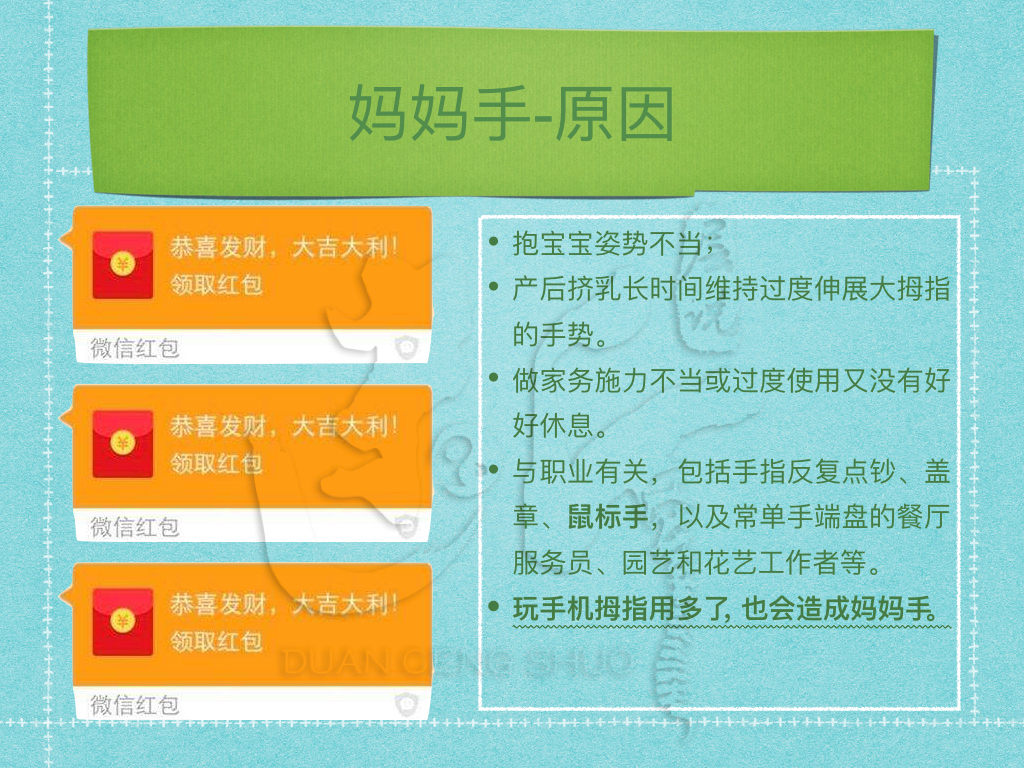 妈妈手-原因
恭喜发财，大吉大利！
领取红包
微信红包
恭喜发财，大吉大利！
领取红包
微信红包
恭喜发财，大吉大利！
领取红包
微信红包
• 抱宝宝姿势不当；
• 产后挤乳长时间维持过度伸展大拇指
的手势。
• 做家务施力不当或过度使用又没有好
好休息。
• 与职业有关，包括手指反复点钞、盖
章、鼠标手，以及常单手端盘的餐厅
服务员、园艺和花艺工作者等。
• 玩手机拇指用多了，也会造成妈妈手。